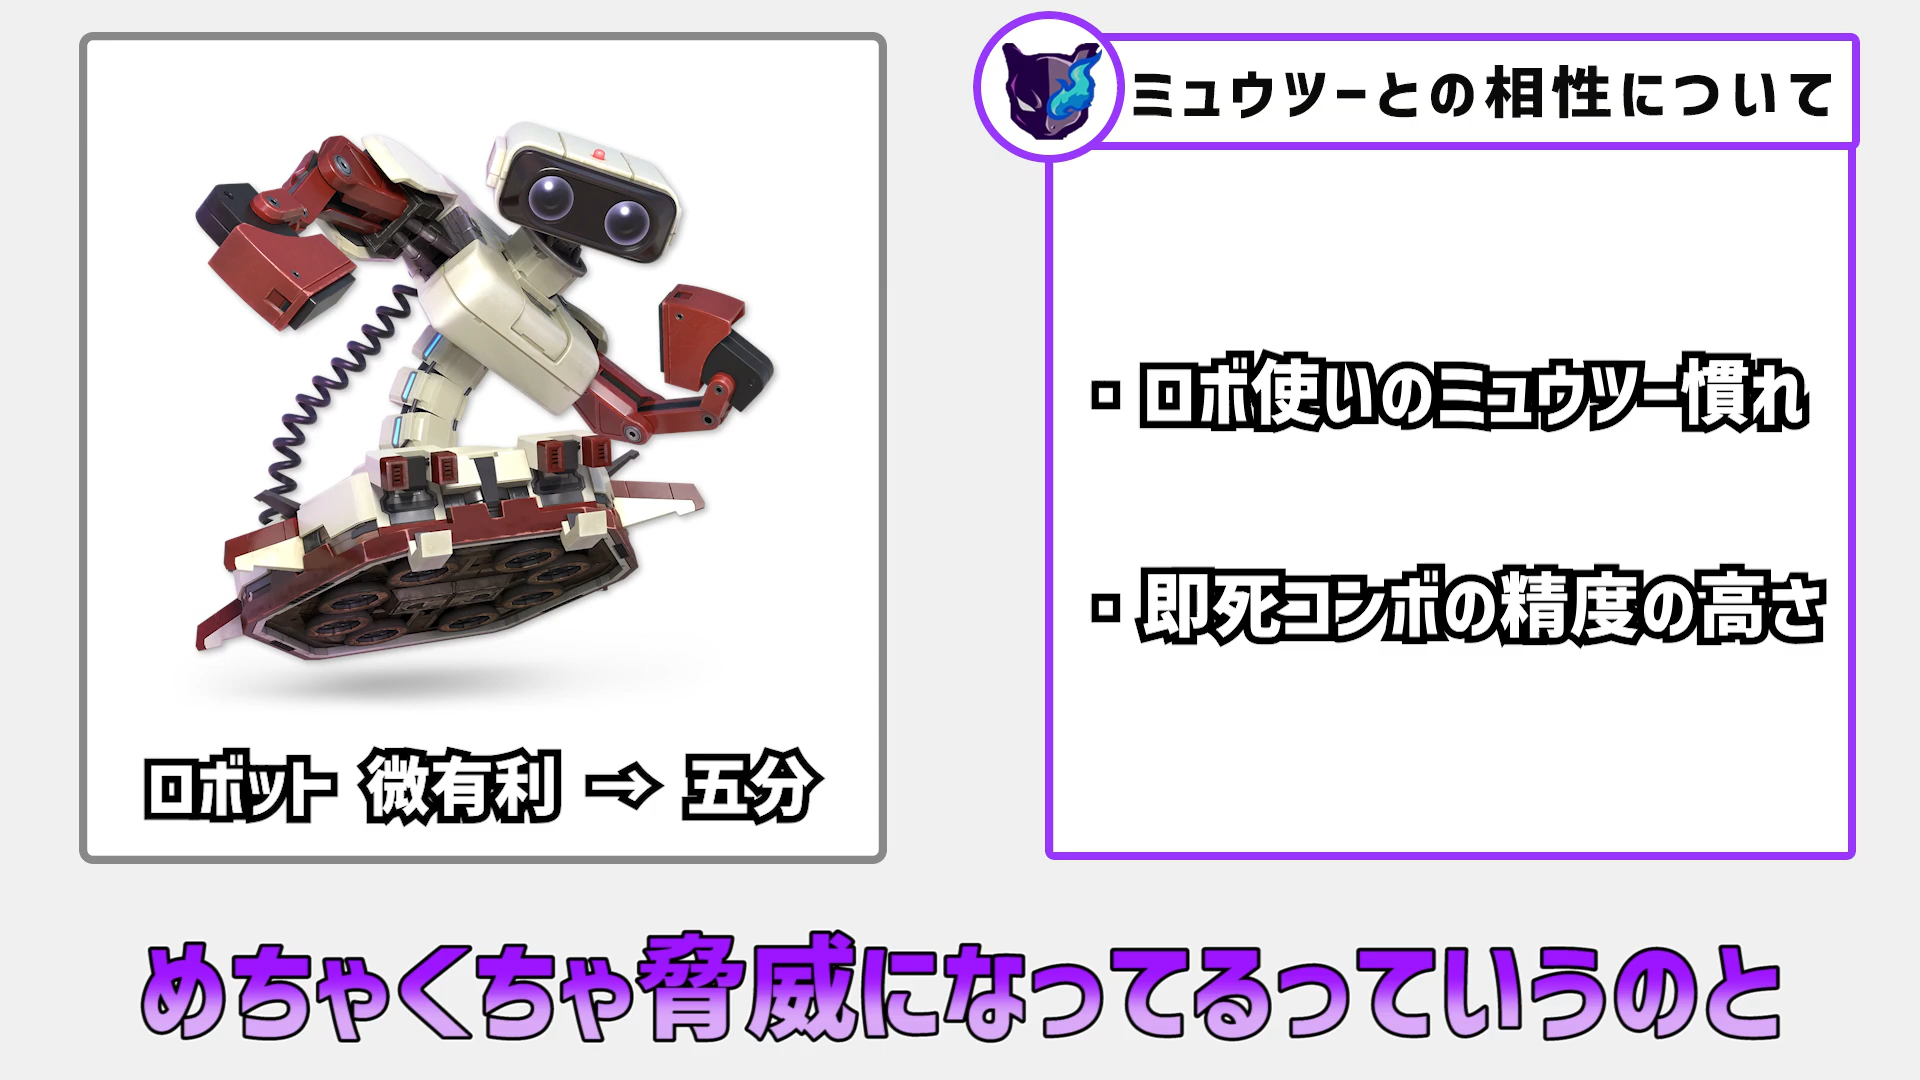 ミュウツーとの相性について
・ロボ使いのミュウツー慣れ
・即死コンボの精度の高さ
ロボット 微有利 → 五分
めちゃくちゃ脅威になってるっていうのと